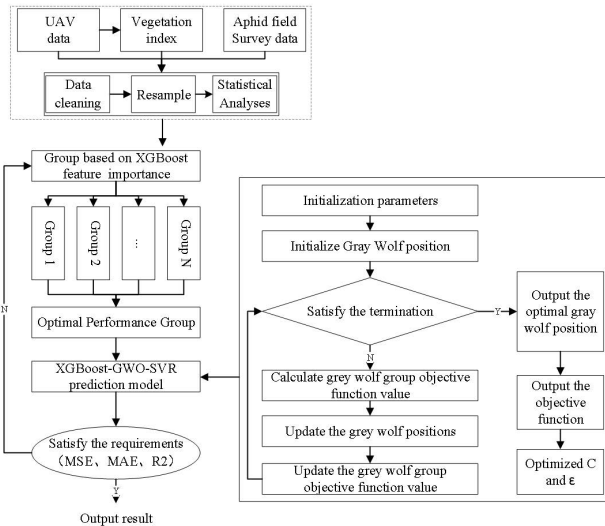 UAV
data
Vegetation
index
Aphid field
Survey data
Data
cleaning
Resample
Statistical
Analyses
Group based on XGBoost
feature importance
Group 1
Group 2
...
Group N
Optimal Performance Group
XGBoost-GWO-SVR
prediction model
Satisfy the requirements
（MSE、MAE、R2）
N
Y
Output result
Initialization parameters
Initialize Gray Wolf position
Satisfy the termination
Y
N
Calculate grey wolf group objective
function value
Update the grey wolf positions
Update the grey wolf group
objective function value
Output the
optimal gray
wolf position
Output the
objective
function
Optimized C
and ε